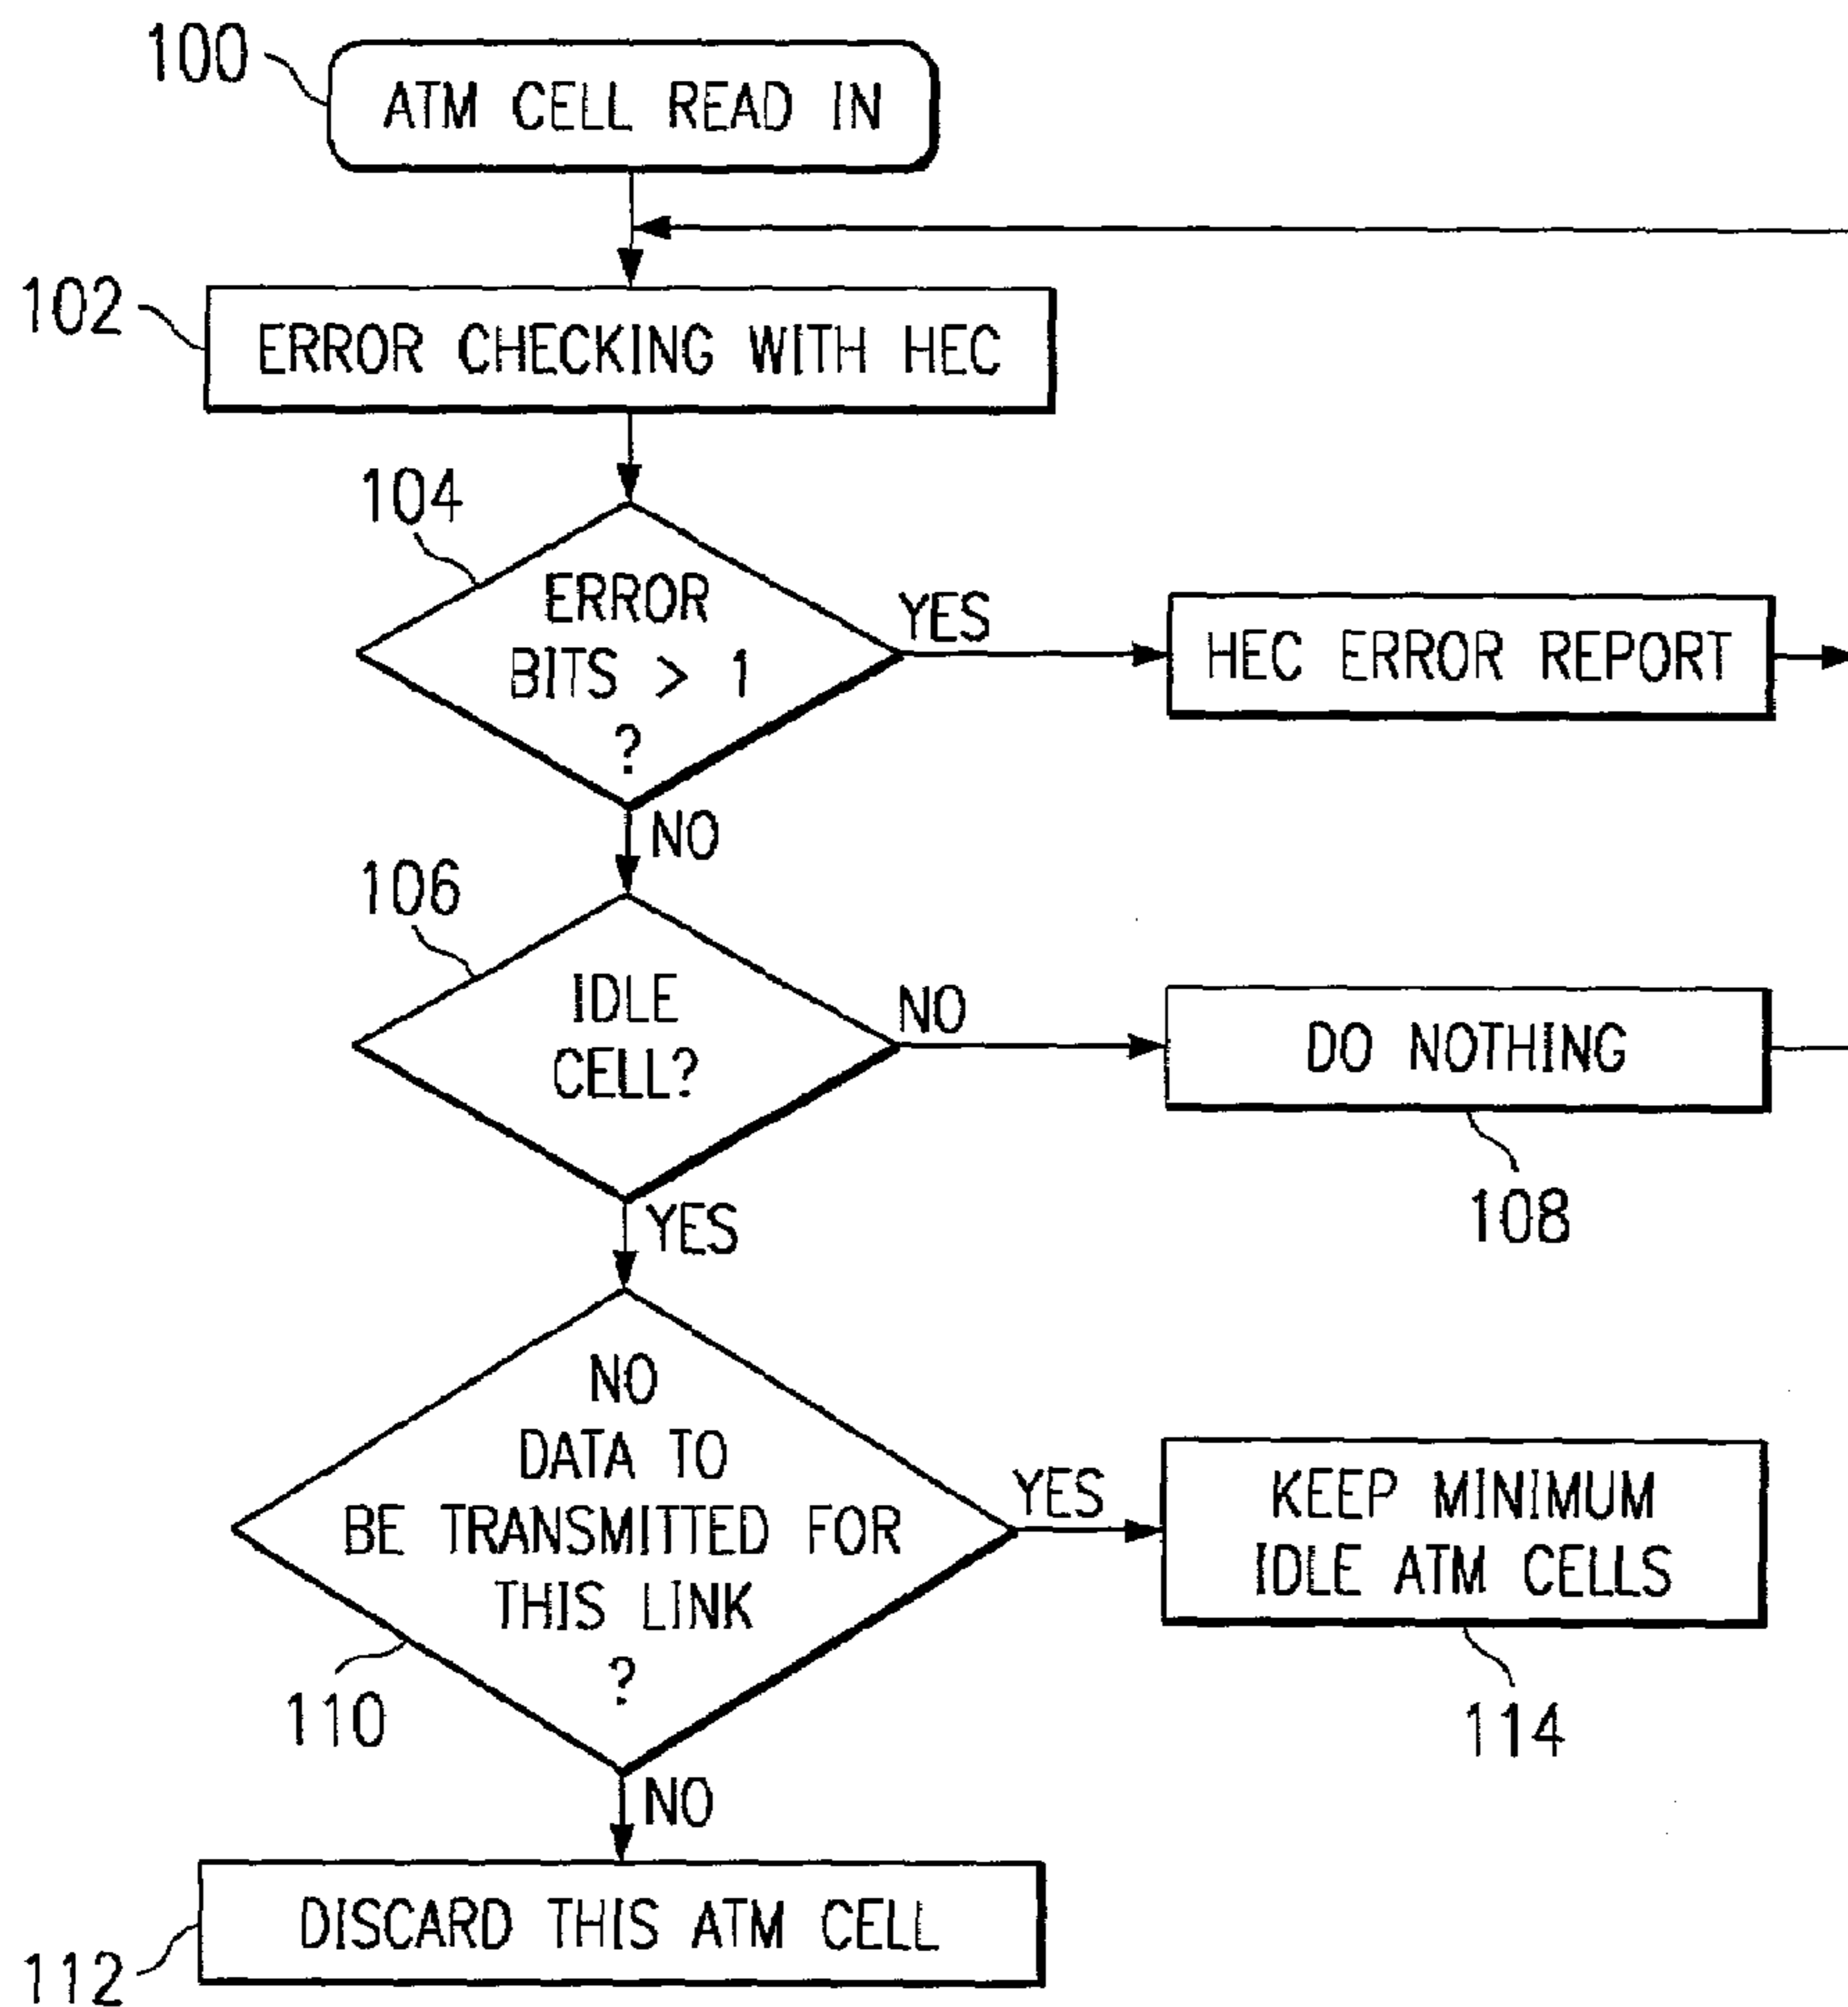 100
ATM CELL READ IN
102
ERROR CHECKING WITH HEC
104
ERROR
BITS > 1
?
YES
HEC ERROR REPORT
NO
106
IDLE
CELL?
NO
DO NOTHING
108
YES
NO
DATA TO
BE TRANSMITTED FOR
THIS LINK
?
110
YES
KEEP MINIMUM
IDLE ATM CELLS
114
NO
DISCARD THIS ATM CELL
112